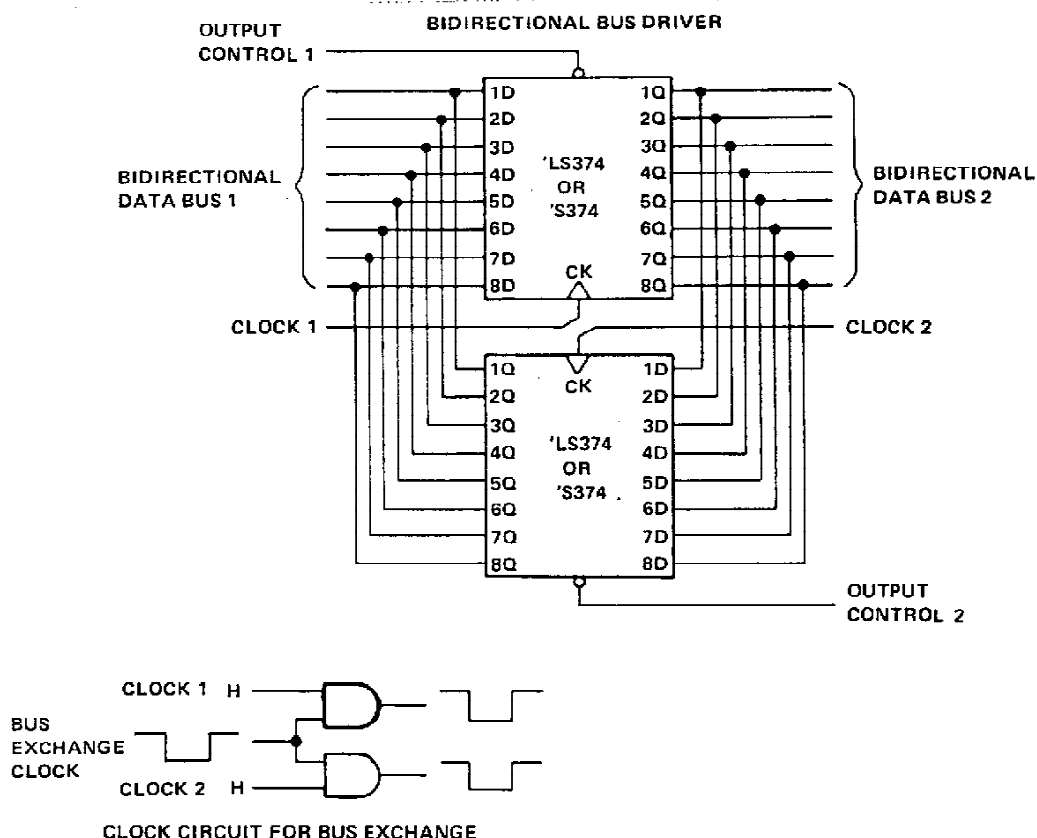 BIDIRECTIONAL BUS DRIVER
OUTPUT
CONTROL 1
BIDIRECTIONAL
DATA BUS 1
1D
2D
3D
4D
5D
6D
7D
8D
'LS374
OR
'S374
CK
1Q
2Q
3Q
4Q
5Q
6Q
7Q
8Q
BIDIRECTIONAL
DATA BUS 2
CLOCK 1
CLOCK 2
1Q
2Q
3Q
4Q
5Q
6Q
7Q
8Q
CK
'LS374
OR
'S374
1D
2D
3D
4D
5D
6D
7D
8D
OUTPUT
CONTROL 2
CLOCK 1 H
BUS
EXCHANGE
CLOCK
CLOCK 2 H
CLOCK CIRCUIT FOR BUS EXCHANGE